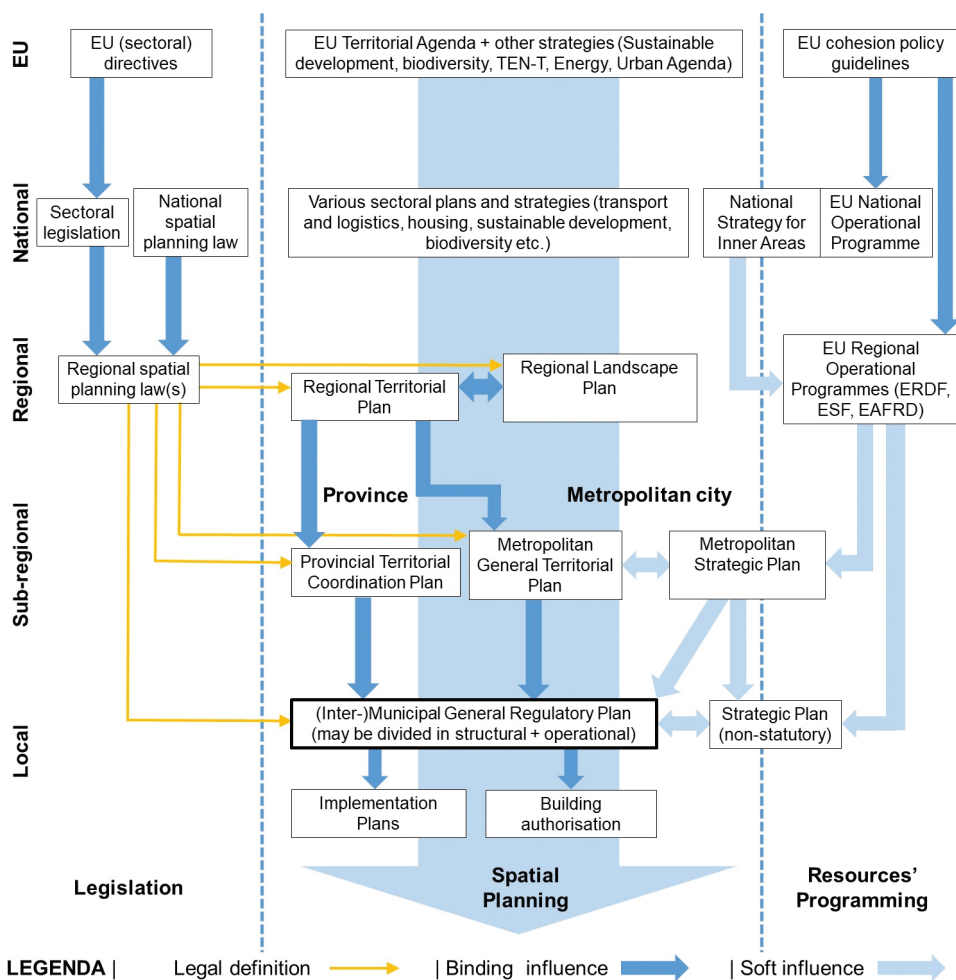 EU
EU (sectoral)
directives
EU Territorial Agenda + other strategies (Sustainable
development, biodiversity, TEN-T, Energy, Urban Agenda)
EU cohesion policy
guidelines
National
Sectoral
legislation
National
spatial
planning law
Various sectoral plans and strategies (transport
and logistics, housing, sustainable development,
biodiversity etc.)
National
Strategy for
Inner Areas
EU National
Operational
Programme
Regional
Regional spatial
planning law(s)
Regional Territorial
Plan
Regional Landscape
Plan
EU Regional
Operational
Programmes (ERDF,
ESF, EAFRD)
Province
Metropolitan city
Sub-regional
Provincial Territorial
Coordination Plan
Metropolitan
General Territorial
Plan
Metropolitan
Strategic Plan
Local
(Inter-)Municipal General Regulatory Plan
(may be divided in structural + operational)
Strategic Plan
(non-statutory)
Implementation
Plans
Building
authorisation
Legislation
Spatial
Planning
Resources’
Programming
LEGENDA | Legal definition | Binding influence | Soft influence